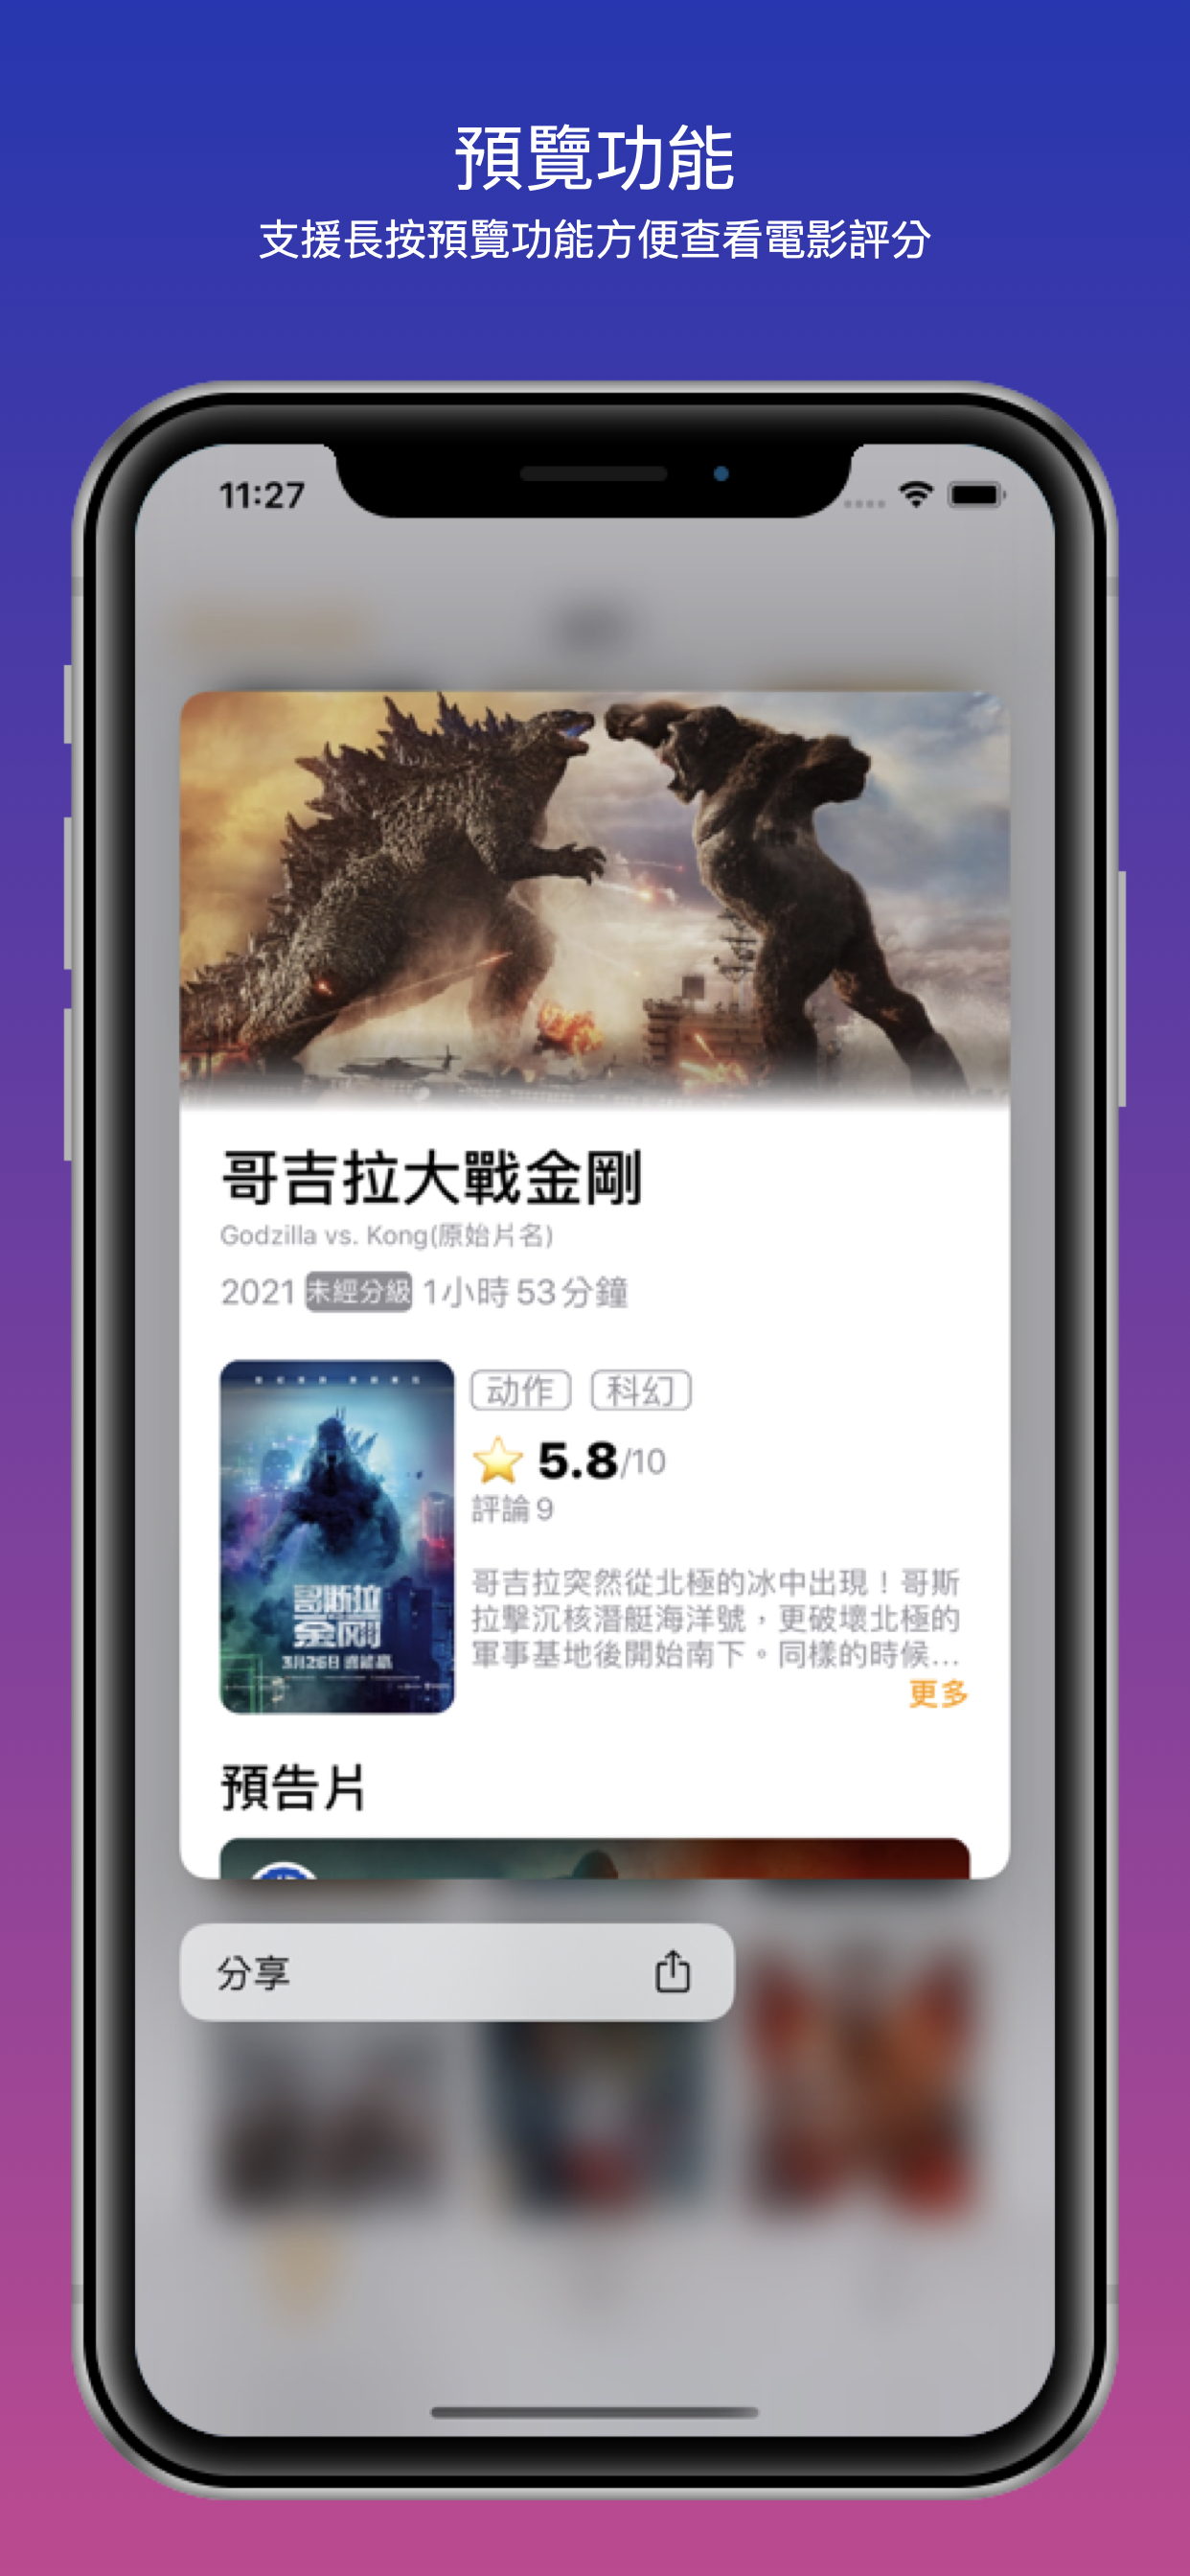 預覽功能
支援長按預覽功能方便查看電影評分
11:27
哥吉拉大戰金剛
Godzilla vs. Kong(原始片名)
2021 未經分級 1小時53分鐘
动作 科幻
5.8/10
評論9
哥吉拉突然從北極的冰中出現！哥斯
拉擊沉核潛艇海洋號，更破壞北極的
軍事基地後開始南下。同樣的時候...
更多
哥斯拉
金剛
3月26日
預告片
分享